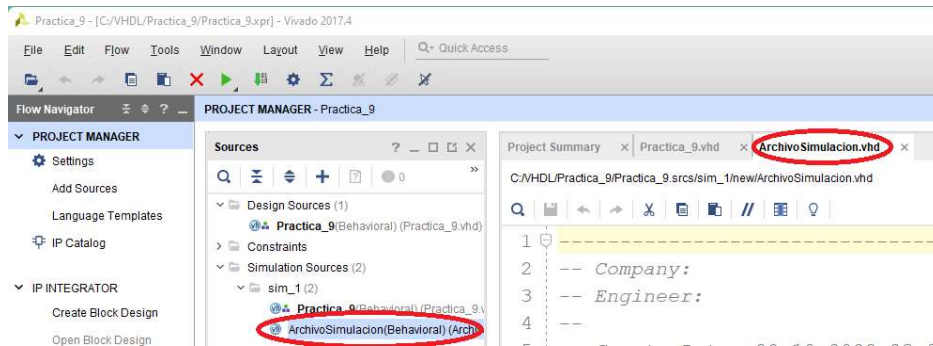 Practica_9 - [C:/VHDL/Practica_9/Practica_9.xpr] - Vivado 2017.4
File Edit Flow Tools Window Layout View Help Quick Access
Flow Navigator
PROJECT MANAGER - Practica_9
PROJECT MANAGER
Settings
Add Sources
Language Templates
IP Catalog
IP INTEGRATOR
Create Block Design
Open Block Design
Sources
0
Design Sources (1)
Practica_9(Behavioral) (Practica_9.vhd)
Constraints
Simulation Sources (2)
sim_1 (2)
Practica_9(Behavioral) (Practica_9.v
ArchivoSimulacion(Behavioral) (Archi
Project Summary Practica_9.vhd ArchivoSimulacion.vhd
C:/VHDL/Practica_9/Practica_9.srcs/sim_1/new/ArchivoSimulacion.vhd
1 -------------------------------
2 -- Company:
3 -- Engineer:
4 --